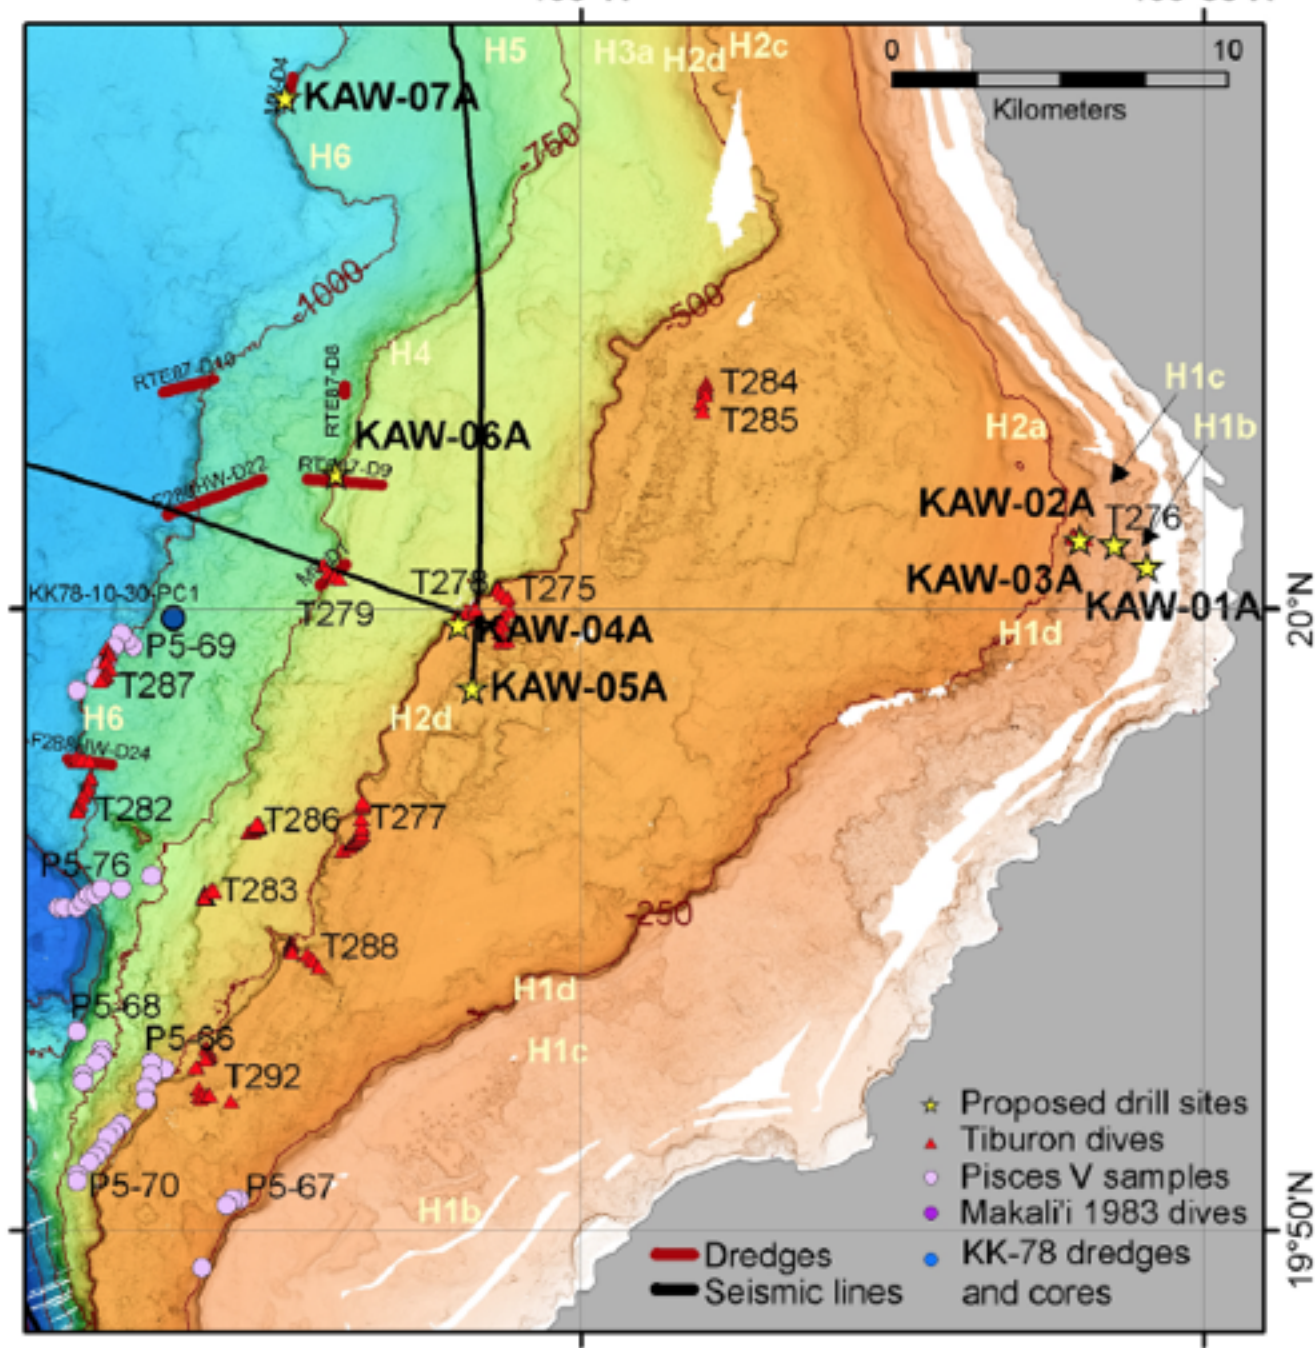 H5
H3a
H2d
H2c
0
10
Kilometers
KAW-07A
H6
-750
-1000
-500
H4
RTE87-D8
T284
T285
H1c
H1b
H2a
KAW-06A
F288HW-D22
KAW-02A
T276
KAW-03A
KAW-01A
KK78-10-30-PC1
T279
T278
T275
KAW-04A
P5-69
H1d
20°N
T287
KAW-05A
H6
H2d
F288HW-D24
T282
T286
T277
P5-76
T283
-250
T288
H1d
P5-68
P5-66
H1c
T292
P5-70
P5-67
H1b
Proposed drill sites
Tiburon dives
Pisces V samples
Makali'i 1983 dives
KK-78 dredges
and cores
Dredges
Seismic lines
19°50'N